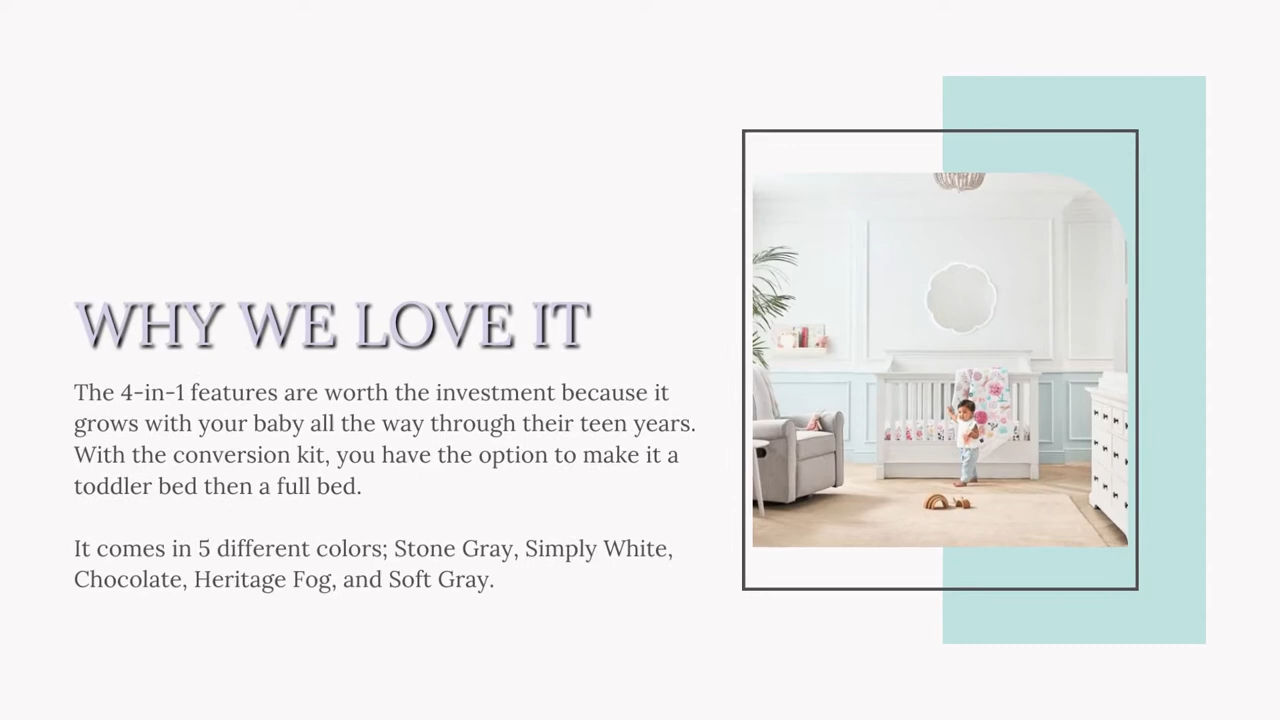 WHY WE LOVE IT
The 4-in-1 features are worth the investment because it
grows with your baby all the way through their teen years.
With the conversion kit, you have the option to make it a
toddler bed then a full bed.
It comes in 5 different colors; Stone Gray, Simply White,
Chocolate, Heritage Fog, and Soft Gray.